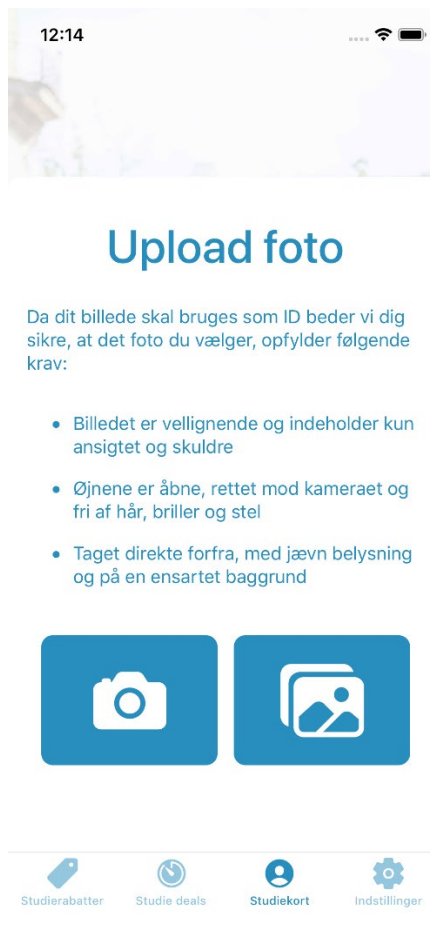 12:14
Upload foto
Da dit billede skal bruges som ID beder vi dig
sikre, at det foto du vælger, opfylder følgende
krav:
• Billedet er vellignende og indeholder kun
ansigtet og skuldre
• Øjnene er åbne, rettet mod kameraet og
fri af hår, briller og stel
• Taget direkte forfra, med jævn belysning
og på en ensartet baggrund
Studierabatter
Studie deals
Studiekort
Indstillinger